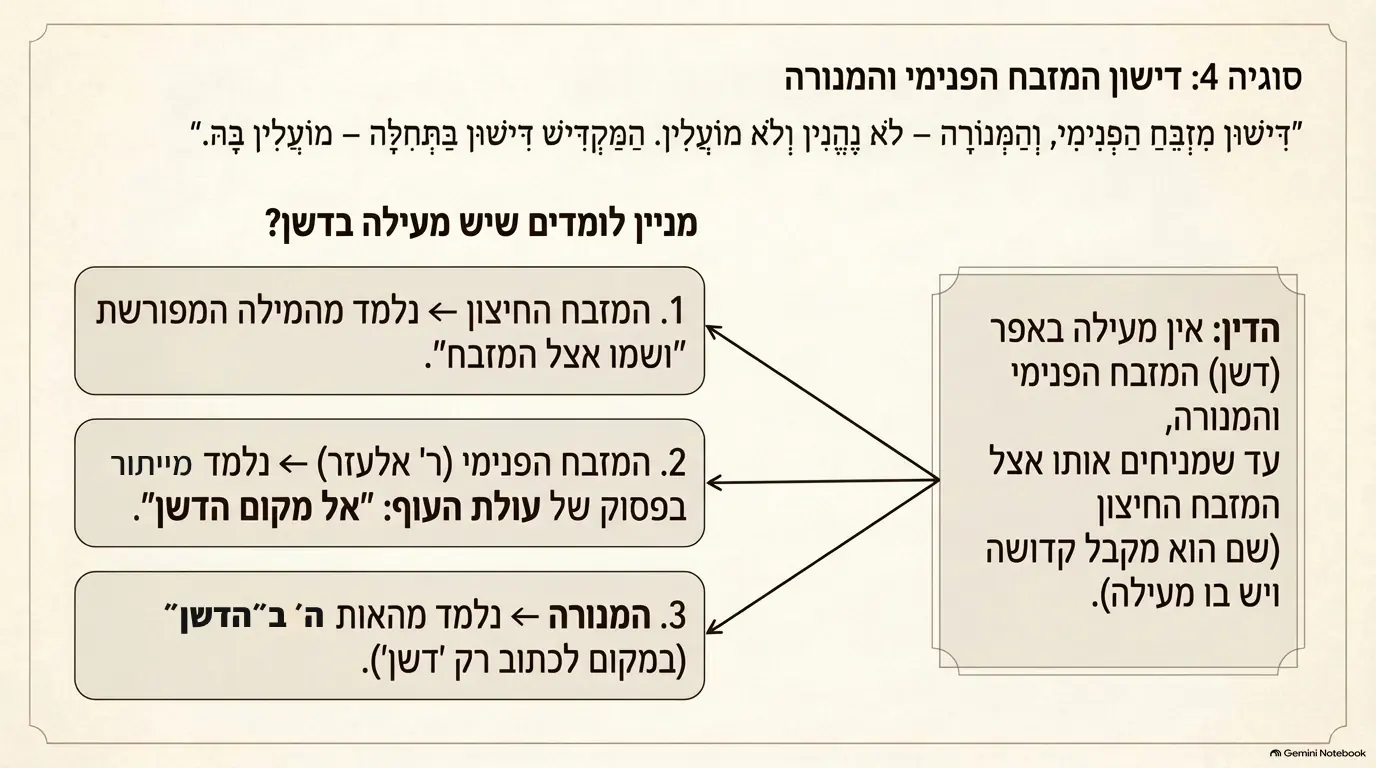 סוגיה 4: דישון המזבח הפנימי והמנורה
"דִּישׁוּן מִזְבֵּחַ הַפְּנִימִי, וְהַמְּנוֹרָה – לֹא נֶהֱנִין וְלֹא מוֹעֲלִין. הַמַּקְדִּישׁ דִּישׁוּן בַּתְּחִלָּה – מוֹעֲלִין בָּהּ."
הדין: אין מעילה באפר
(דשן) המזבח הפנימי
והמנורה,
עד שמניחים אותו אצל
המזבח החיצון
(שם הוא מקבל קדושה
ויש בו מעילה).
מניין לומדים שיש מעילה בדשן?
1. המזבח החיצון ← נלמד מהמילה המפורשת
"ושמו אצל המזבח".
2. המזבח הפנימי (ר' אלעזר) ← נלמד מייתור
בפסוק של עולת העוף: "אל מקום הדשן".
3. המנורה ← נלמד מהאות ה׳ ב״הדשן״
(במקום לכתוב רק 'דשן').
Gemini Notebook